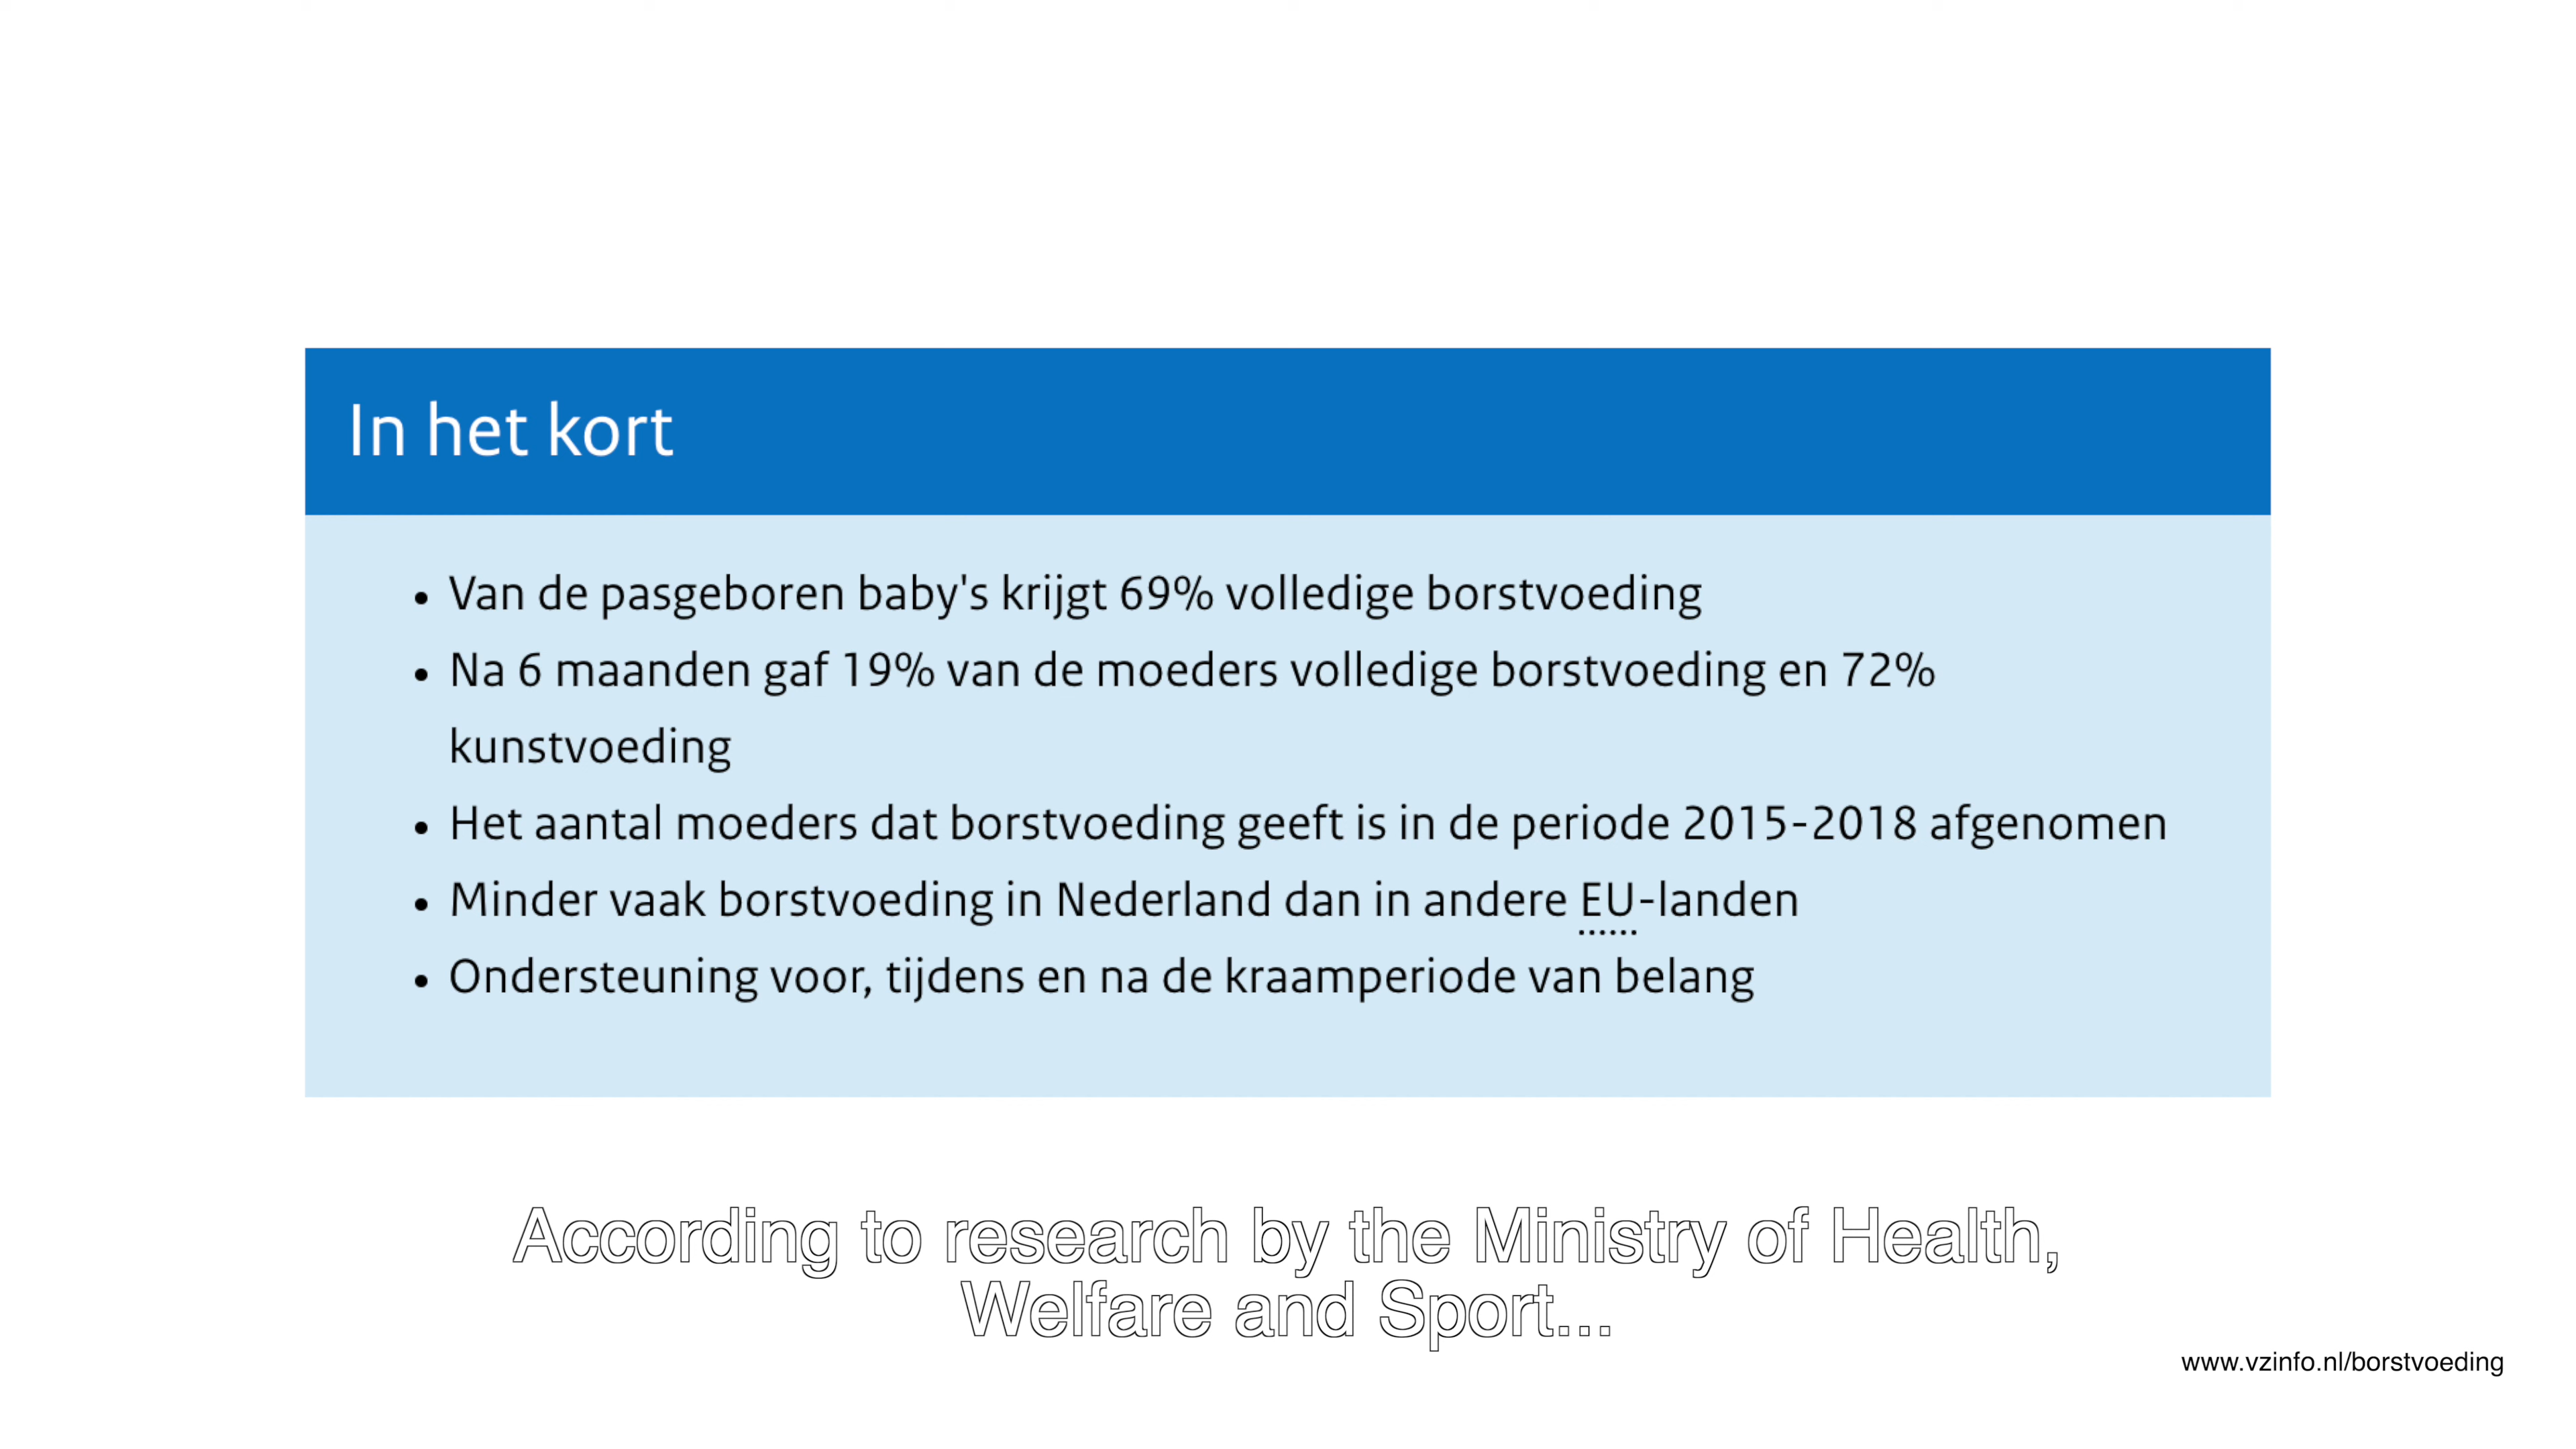 In het kort
• Van de pasgeboren baby's krijgt 69% volledige borstvoeding
• Na 6 maanden gaf 19% van de moeders volledige borstvoeding en 72%
kunstvoeding
• Het aantal moeders dat borstvoeding geeft is in de periode 2015-2018 afgenomen
• Minder vaak borstvoeding in Nederland dan in andere EU-landen
• Ondersteuning voor, tijdens en na de kraamperiode van belang
According to research by the Ministry of Health,
Welfare and Sport...
www.vzinfo.nl/borstvoeding